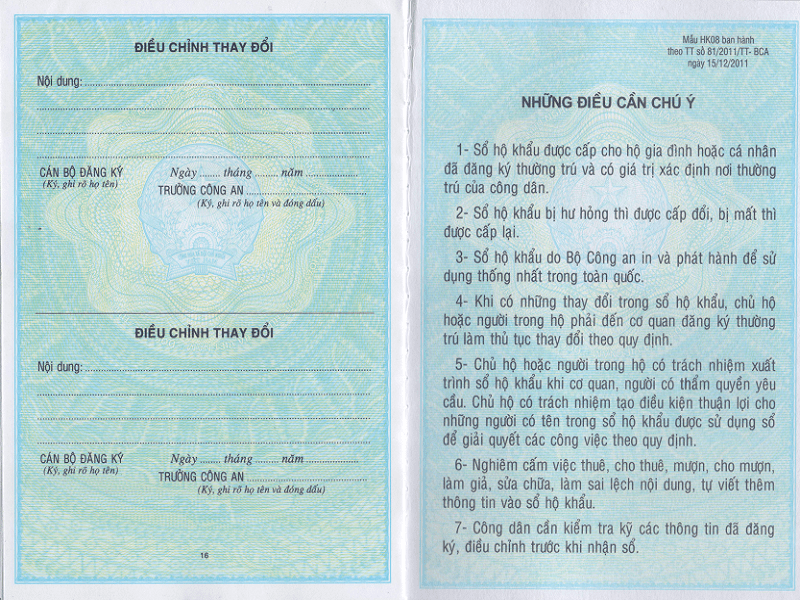 ĐIỀU CHỈNH THAY ĐỔI
Nội dung:
CÁN BỘ ĐĂNG KÝ
(Ký, ghi rõ họ tên)
Ngày ....... tháng ........ năm ................
TRƯỞNG CÔNG AN
(Ký, ghi rõ họ tên và đóng dấu)
ĐIỀU CHỈNH THAY ĐỔI
Nội dung:
CÁN BỘ ĐĂNG KÝ
(Ký, ghi rõ họ tên)
Ngày ....... tháng ........ năm ................
TRƯỞNG CÔNG AN
(Ký, ghi rõ họ tên và đóng dấu)
16
Mẫu HK08 ban hành
theo TT số 81/2011/TT- BCA
ngày 15/12/2011
NHỮNG ĐIỀU CẦN CHÚ Ý
1- Sổ hộ khẩu được cấp cho hộ gia đình hoặc cá nhân
đã đăng ký thường trú và có giá trị xác định nơi thường
trú của công dân.
2- Sổ hộ khẩu bị hư hỏng thì được cấp đổi, bị mất thì
được cấp lại.
3- Sổ hộ khẩu do Bộ Công an in và phát hành để sử
dụng thống nhất trong toàn quốc.
4- Khi có những thay đổi trong sổ hộ khẩu, chủ hộ
hoặc người trong hộ phải đến cơ quan đăng ký thường
trú làm thủ tục thay đổi theo quy định.
5- Chủ hộ hoặc người trong hộ có trách nhiệm xuất
trình sổ hộ khẩu khi cơ quan, người có thẩm quyền yêu
cầu. Chủ hộ có trách nhiệm tạo điều kiện thuận lợi cho
những người có tên trong sổ hộ khẩu được sử dụng sổ
để giải quyết các công việc theo quy định.
6- Nghiêm cấm việc thuê, cho thuê, mượn, cho mượn,
làm giả, sửa chữa, làm sai lệch nội dung, tự viết thêm
thông tin vào sổ hộ khẩu.
7- Công dân cần kiểm tra kỹ các thông tin đã đăng
ký, điều chỉnh trước khi nhận sổ.